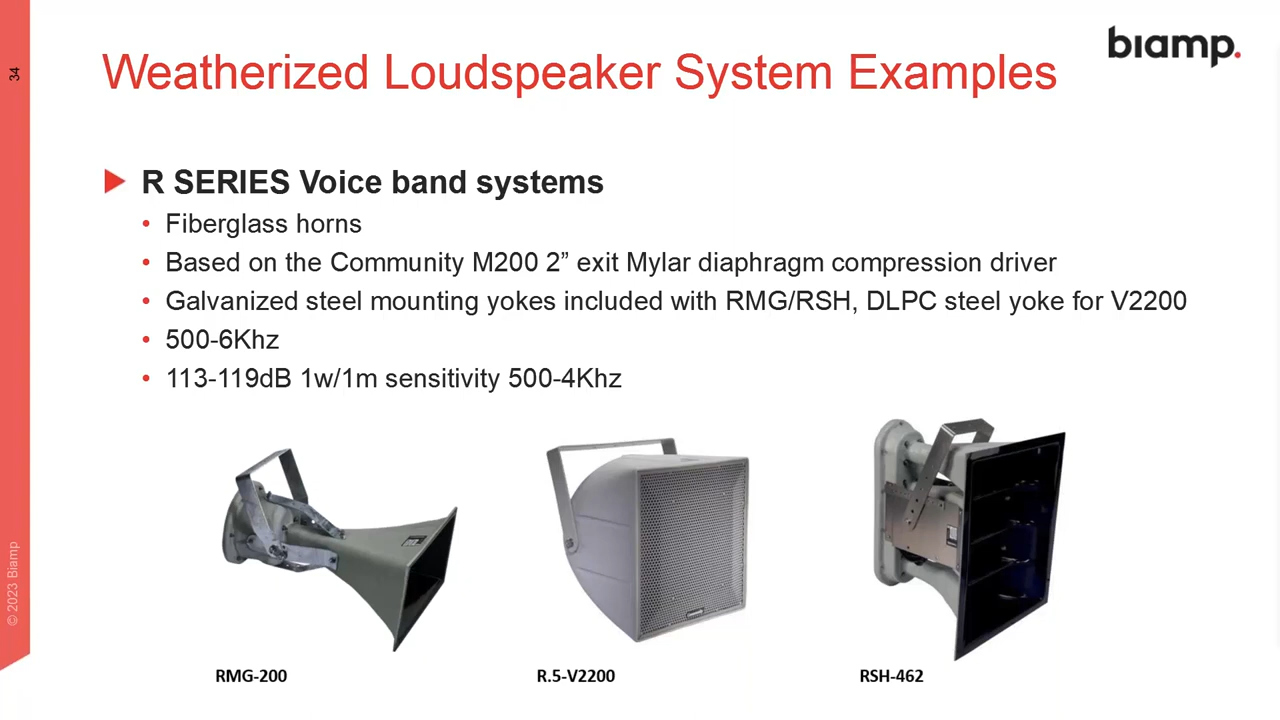 34
Weatherized Loudspeaker System Examples
biamp.
R SERIES Voice band systems
• Fiberglass horns
• Based on the Community M200 2” exit Mylar diaphragm compression driver
• Galvanized steel mounting yokes included with RMG/RSH, DLPC steel yoke for V2200
• 500-6Khz
• 113-119dB 1w/1m sensitivity 500-4Khz
RMG-200
R.5-V2200
RSH-462
© 2023 Biamp